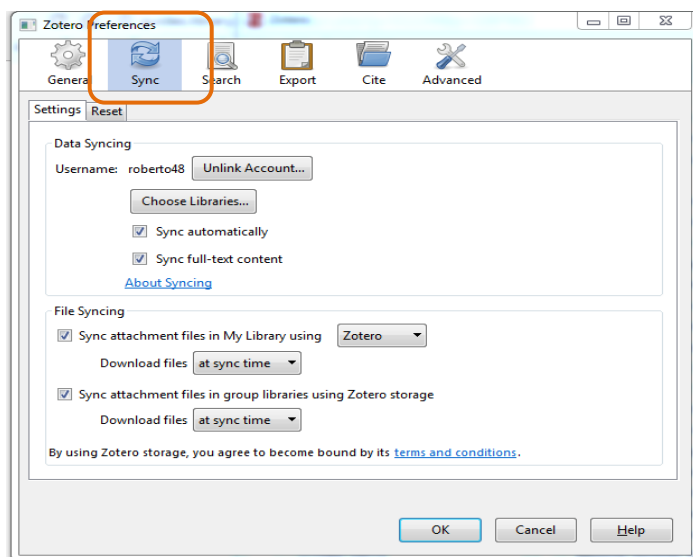 Zotero Preferences
General Sync Search Export Cite Advanced
Settings Reset
Data Syncing
Username: roberto48 Unlink Account...
Choose Libraries...
Sync automatically
Sync full-text content
About Syncing
File Syncing
Sync attachment files in My Library using Zotero
Download files at sync time
Sync attachment files in group libraries using Zotero storage
Download files at sync time
By using Zotero storage, you agree to become bound by its terms and conditions.
OK Cancel Help